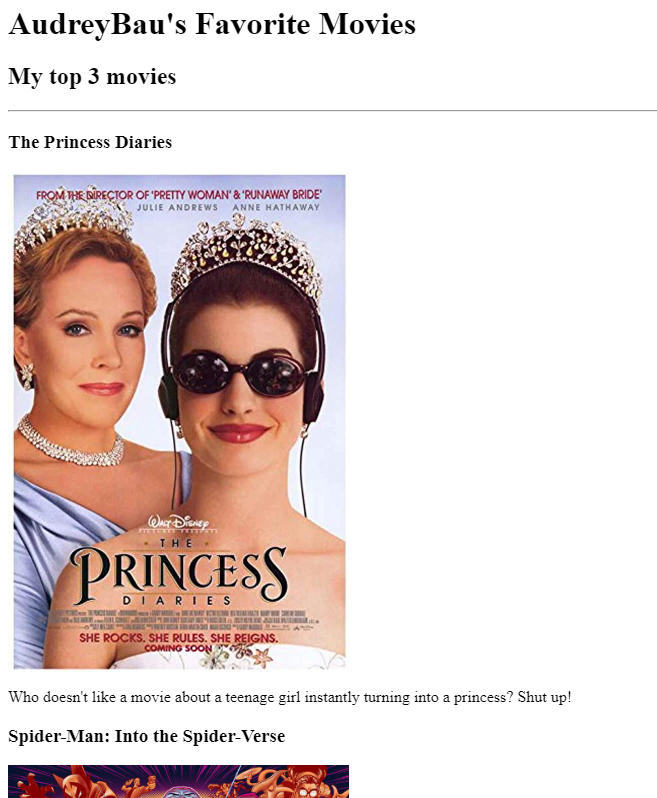 AudreyBau's Favorite Movies
My top 3 movies
The Princess Diaries
FROM THE DIRECTOR OF 'PRETTY WOMAN' & 'RUNAWAY BRIDE'
JULIE ANDREWS ANNE HATHAWAY
WALT DISNEY
PICTURES PRESENTS
THE
PRINCESS
DIARIES
SHE ROCKS. SHE RULES. SHE REIGNS.
COMING SOON
Who doesn't like a movie about a teenage girl instantly turning into a princess? Shut up!
Spider-Man: Into the Spider-Verse